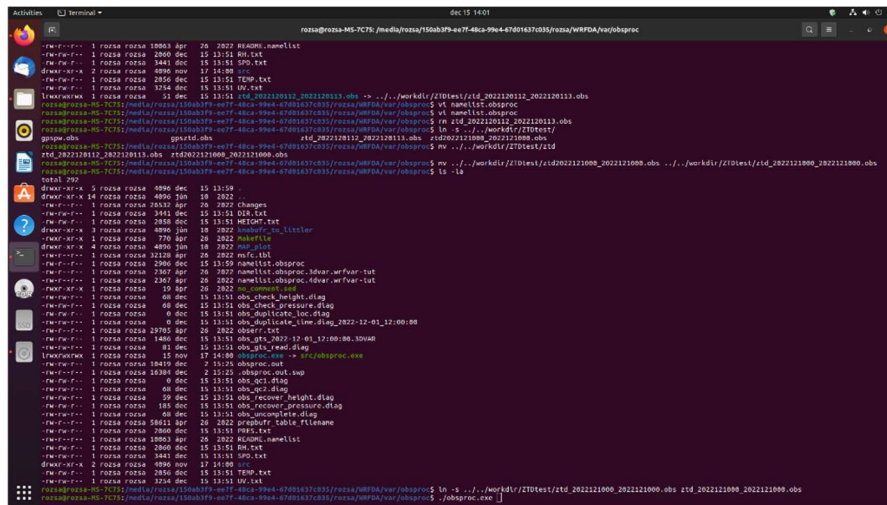 Activities
Terminal
dec 15 14:01
rozsa@rozsa-MS-7C75: /media/rozsa/150ab3f9-ee7f-48ca-99e4-67d01637c035/rozsa/WRFDA/var/obsproc
-rw-r--r-- 1 rozsa rozsa 10063 ápr 26 2022 README.namelist
-rw-rw-r-- 1 rozsa rozsa 2060 dec 15 13:51 RH.txt
-rw-rw-r-- 1 rozsa rozsa 3441 dec 15 13:51 SPD.txt
drwxr-xr-x 2 rozsa rozsa 4096 nov 17 14:00 src
-rw-rw-r-- 1 rozsa rozsa 2056 dec 15 13:51 TEMP.txt
-rw-rw-r-- 1 rozsa rozsa 3254 dec 15 13:51 UV.txt
lrwxrwxrwx 1 rozsa rozsa 51 dec 15 13:51 ztd_2022120112_2022120113.obs -> ../../workdir/ZTDtest/ztd_2022120112_2022120113.obs
rozsa@rozsa-MS-7C75:/media/rozsa/150ab3f9-ee7f-48ca-99e4-67d01637c035/rozsa/WRFDA/var/obsproc$ vi namelist.obsproc
rozsa@rozsa-MS-7C75:/media/rozsa/150ab3f9-ee7f-48ca-99e4-67d01637c035/rozsa/WRFDA/var/obsproc$ vi namelist.obsproc
rozsa@rozsa-MS-7C75:/media/rozsa/150ab3f9-ee7f-48ca-99e4-67d01637c035/rozsa/WRFDA/var/obsproc$ rm ztd_2022120112_2022120113.obs
rozsa@rozsa-MS-7C75:/media/rozsa/150ab3f9-ee7f-48ca-99e4-67d01637c035/rozsa/WRFDA/var/obsproc$ ln -s ../../workdir/ZTDtest/
gpspw.obs gpsztd.obs ztd_2022120112_2022120113.obs ztd2022121000_2022121000.obs
rozsa@rozsa-MS-7C75:/media/rozsa/150ab3f9-ee7f-48ca-99e4-67d01637c035/rozsa/WRFDA/var/obsproc$ mv ../../workdir/ZTDtest/ztd
ztd_2022120112_2022120113.obs ztd2022121000_2022121000.obs
rozsa@rozsa-MS-7C75:/media/rozsa/150ab3f9-ee7f-48ca-99e4-67d01637c035/rozsa/WRFDA/var/obsproc$ mv ../../workdir/ZTDtest/ztd2022121000_2022121000.obs ../../workdir/ZTDtest/ztd_2022121000_2022121000.obs
rozsa@rozsa-MS-7C75:/media/rozsa/150ab3f9-ee7f-48ca-99e4-67d01637c035/rozsa/WRFDA/var/obsproc$ ls -la
total 292
drwxr-xr-x 5 rozsa rozsa 4096 dec 15 13:59 .
drwxr-xr-x 14 rozsa rozsa 4096 jún 10 2022 ..
-rw-r--r-- 1 rozsa rozsa 26532 ápr 26 2022 Changes
-rw-rw-r-- 1 rozsa rozsa 3441 dec 15 13:51 DIR.txt
-rw-rw-r-- 1 rozsa rozsa 2058 dec 15 13:51 HEIGHT.txt
drwxr-xr-x 3 rozsa rozsa 4096 jún 10 2022 kmabufr_to_littler
-rwxr-xr-x 1 rozsa rozsa 770 ápr 26 2022 Makefile
drwxr-xr-x 4 rozsa rozsa 4096 jún 10 2022 MAP_plot
-rw-r--r-- 1 rozsa rozsa 32128 ápr 26 2022 msfc.tbl
-rw-rw-r-- 1 rozsa rozsa 2906 dec 15 13:59 namelist.obsproc
-rw-r--r-- 1 rozsa rozsa 2367 ápr 26 2022 namelist.obsproc.3dvar.wrfvar-tut
-rw-r--r-- 1 rozsa rozsa 2367 ápr 26 2022 namelist.obsproc.4dvar.wrfvar-tut
-rwxr-xr-x 1 rozsa rozsa 19 ápr 26 2022 no_comment.sed
-rw-rw-r-- 1 rozsa rozsa 68 dec 15 13:51 obs_check_height.diag
-rw-rw-r-- 1 rozsa rozsa 68 dec 15 13:51 obs_check_pressure.diag
-rw-rw-r-- 1 rozsa rozsa 0 dec 15 13:51 obs_duplicate_loc.diag
-rw-rw-r-- 1 rozsa rozsa 0 dec 15 13:51 obs_duplicate_time.diag_2022-12-01_12:00:00
-rw-r--r-- 1 rozsa rozsa 29705 ápr 26 2022 obserr.txt
-rw-rw-r-- 1 rozsa rozsa 1486 dec 15 13:51 obs_gts_2022-12-01_12:00:00.3DVAR
-rw-rw-r-- 1 rozsa rozsa 81 dec 15 13:51 obs_gts_read.diag
lrwxrwxrwx 1 rozsa rozsa 15 nov 17 14:00 obsproc.exe -> src/obsproc.exe
-rw-rw-r-- 1 rozsa rozsa 10419 dec 2 15:25 obsproc.out
-rw-r--r-- 1 rozsa rozsa 16384 dec 2 15:25 .obsproc.out.swp
-rw-rw-r-- 1 rozsa rozsa 0 dec 15 13:51 obs_qc1.diag
-rw-rw-r-- 1 rozsa rozsa 68 dec 15 13:51 obs_qc2.diag
-rw-rw-r-- 1 rozsa rozsa 59 dec 15 13:51 obs_recover_height.diag
-rw-rw-r-- 1 rozsa rozsa 185 dec 15 13:51 obs_recover_pressure.diag
-rw-rw-r-- 1 rozsa rozsa 68 dec 15 13:51 obs_uncomplete.diag
-rw-r--r-- 1 rozsa rozsa 58611 ápr 26 2022 prepbufr_table_filename
-rw-rw-r-- 1 rozsa rozsa 2060 dec 15 13:51 PRES.txt
-rw-r--r-- 1 rozsa rozsa 10063 ápr 26 2022 README.namelist
-rw-rw-r-- 1 rozsa rozsa 2060 dec 15 13:51 RH.txt
-rw-rw-r-- 1 rozsa rozsa 3441 dec 15 13:51 SPD.txt
drwxr-xr-x 2 rozsa rozsa 4096 nov 17 14:00 src
-rw-rw-r-- 1 rozsa rozsa 2056 dec 15 13:51 TEMP.txt
-rw-rw-r-- 1 rozsa rozsa 3254 dec 15 13:51 UV.txt
rozsa@rozsa-MS-7C75:/media/rozsa/150ab3f9-ee7f-48ca-99e4-67d01637c035/rozsa/WRFDA/var/obsproc$ ln -s ../../workdir/ZTDtest/ztd_2022121000_2022121000.obs ztd_2022121000_2022121000.obs
rozsa@rozsa-MS-7C75:/media/rozsa/150ab3f9-ee7f-48ca-99e4-67d01637c035/rozsa/WRFDA/var/obsproc$ ./obsproc.exe